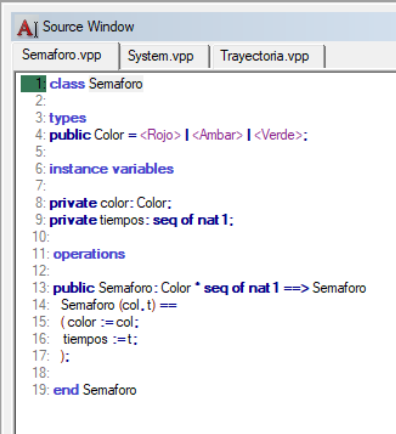 Source Window
Semaforo.vpp System.vpp Trayectoria.vpp
1: class Semaforo
2:
3: types
4: public Color = <Rojo> | <Ambar> | <Verde>;
5:
6: instance variables
7:
8: private color: Color;
9: private tiempos: seq of nat1;
10:
11: operations
12:
13: public Semaforo: Color * seq of nat1 ==> Semaforo
14: Semaforo (col, t) ==
15: ( color := col;
16: tiempos :=t;
17: );
18:
19: end Semaforo